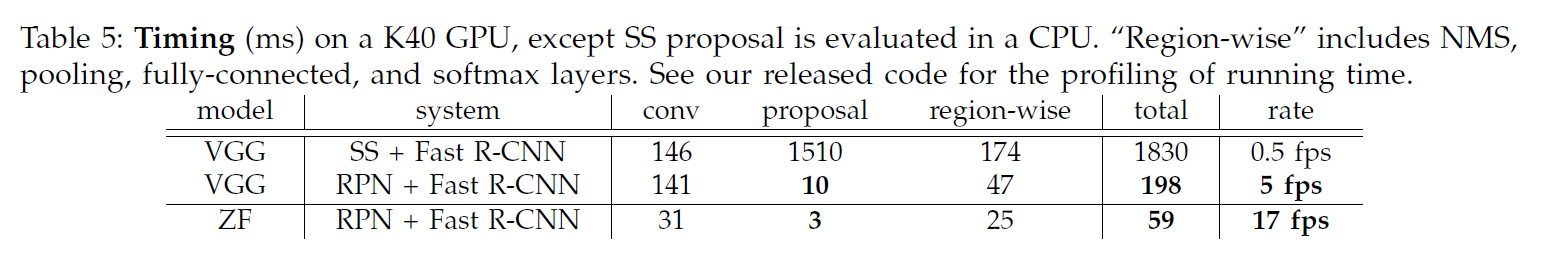 Table 5: Timing (ms) on a K40 GPU, except SS proposal is evaluated in a CPU. “Region-wise” includes NMS,
pooling, fully-connected, and softmax layers. See our released code for the profiling of running time.
model system conv proposal region-wise total rate
VGG SS + Fast R-CNN 146 1510 174 1830 0.5 fps
VGG RPN + Fast R-CNN 141 10 47 198 5 fps
ZF RPN + Fast R-CNN 31 3 25 59 17 fps